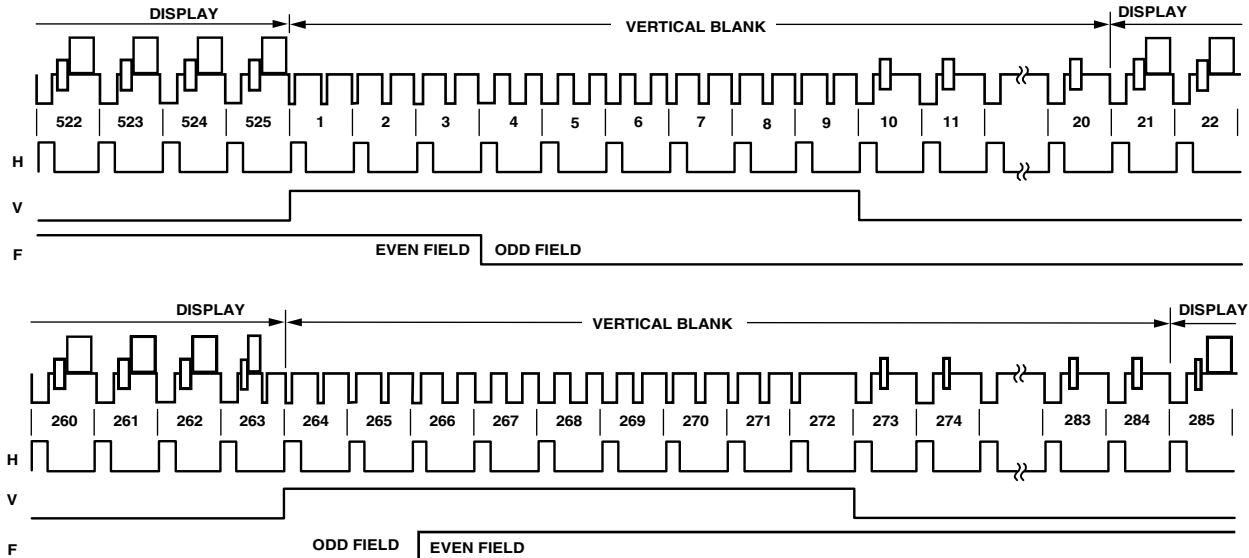 DISPLAY VERTICAL BLANK DISPLAY
522 523 524 525 1 2 3 4 5 6 7 8 9 10 11 20 21 22
H
V
F EVEN FIELD ODD FIELD
DISPLAY VERTICAL BLANK DISPLAY
260 261 262 263 264 265 266 267 268 269 270 271 272 273 274 283 284 285
H
V
F ODD FIELD EVEN FIELD